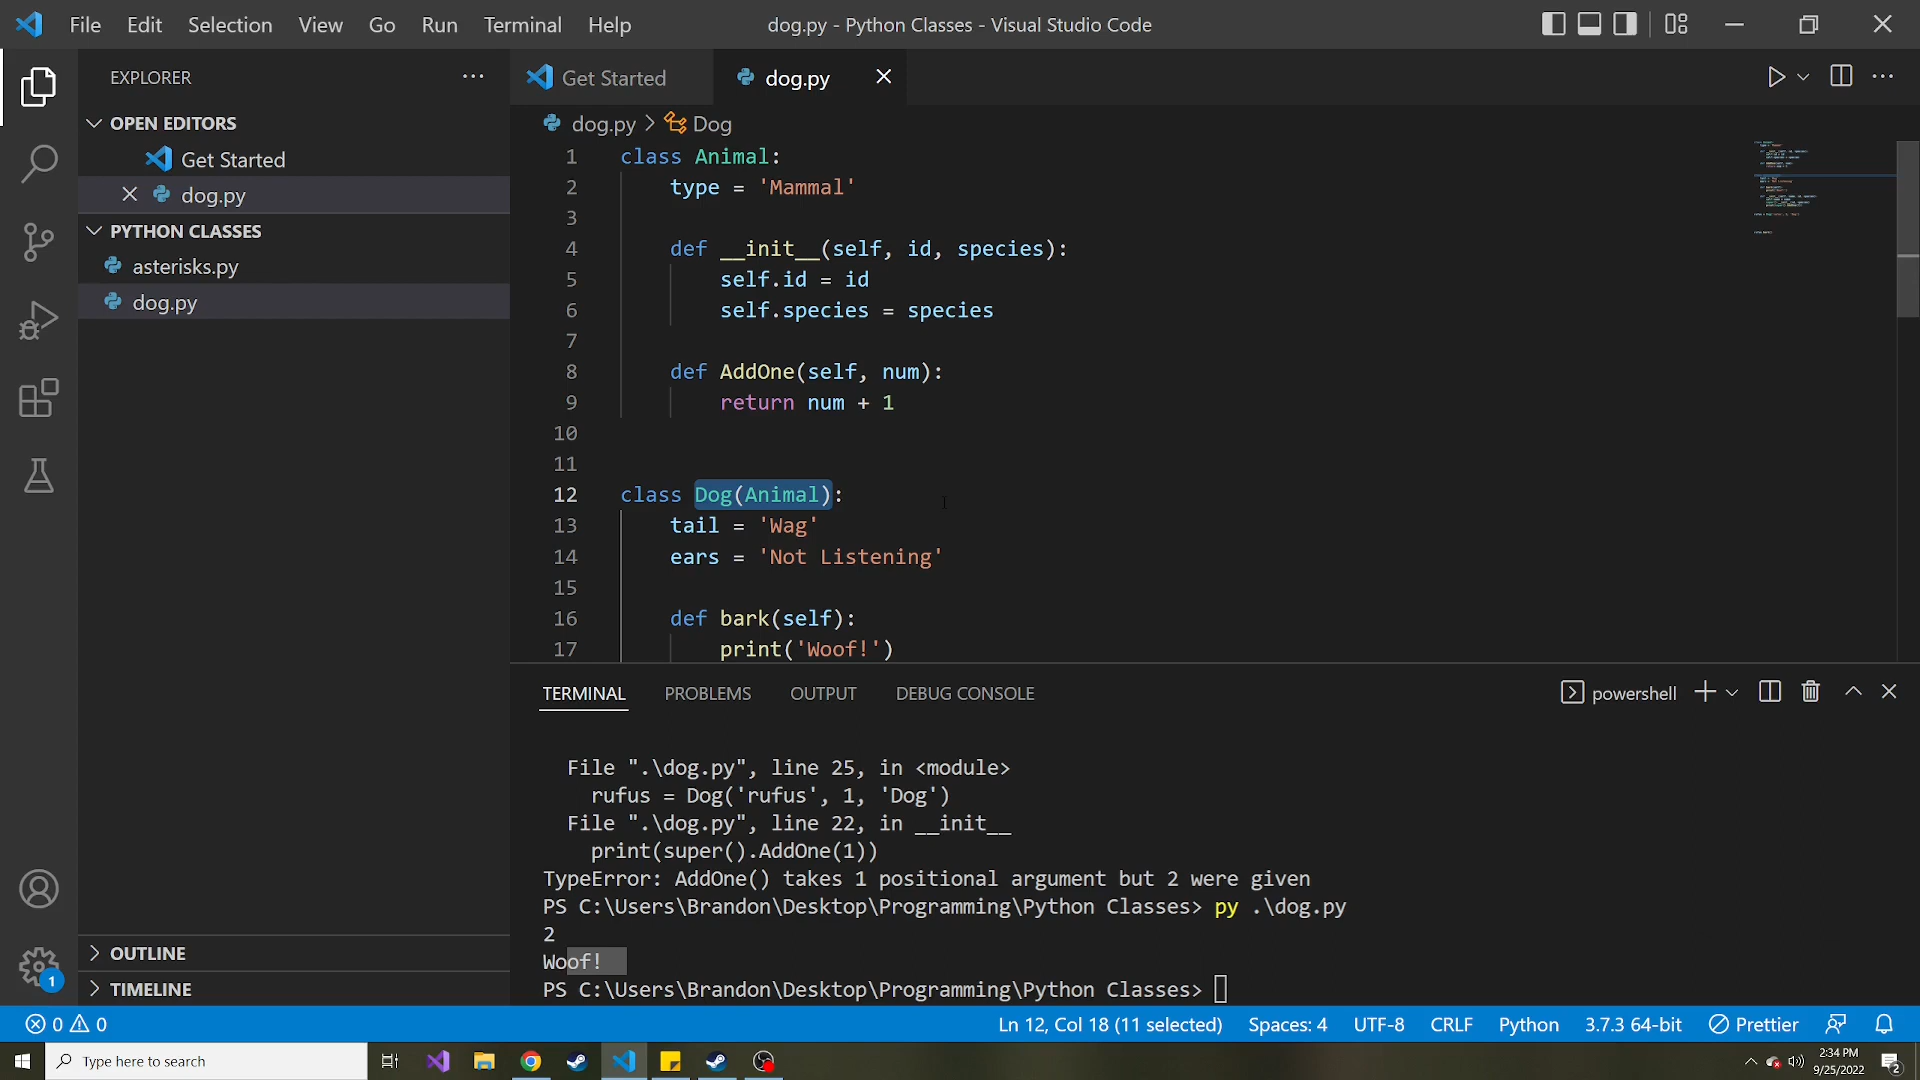 File Edit Selection View Go Run Terminal Help
dog.py - Python Classes - Visual Studio Code
EXPLORER
OPEN EDITORS
Get Started
dog.py
PYTHON CLASSES
asterisks.py
dog.py
OUTLINE
TIMELINE
Get Started
dog.py
dog.py > Dog
1 class Animal:
2 type = 'Mammal'
3
4 def __init__(self, id, species):
5 self.id = id
6 self.species = species
7
8 def AddOne(self, num):
9 return num + 1
10
11
12 class Dog(Animal):
13 tail = 'Wag'
14 ears = 'Not Listening'
15
16 def bark(self):
17 print('Woof!')
TERMINAL PROBLEMS OUTPUT DEBUG CONSOLE
powershell
File ".\dog.py", line 25, in <module>
rufus = Dog('rufus', 1, 'Dog')
File ".\dog.py", line 22, in __init__
print(super().AddOne(1))
TypeError: AddOne() takes 1 positional argument but 2 were given
PS C:\Users\Brandon\Desktop\Programming\Python Classes> py .\dog.py
2
Woof!
PS C:\Users\Brandon\Desktop\Programming\Python Classes>
1
0 0
Ln 12, Col 18 (11 selected) Spaces: 4 UTF-8 CRLF Python 3.7.3 64-bit Prettier
Type here to search
2:34 PM
9/25/2022
2